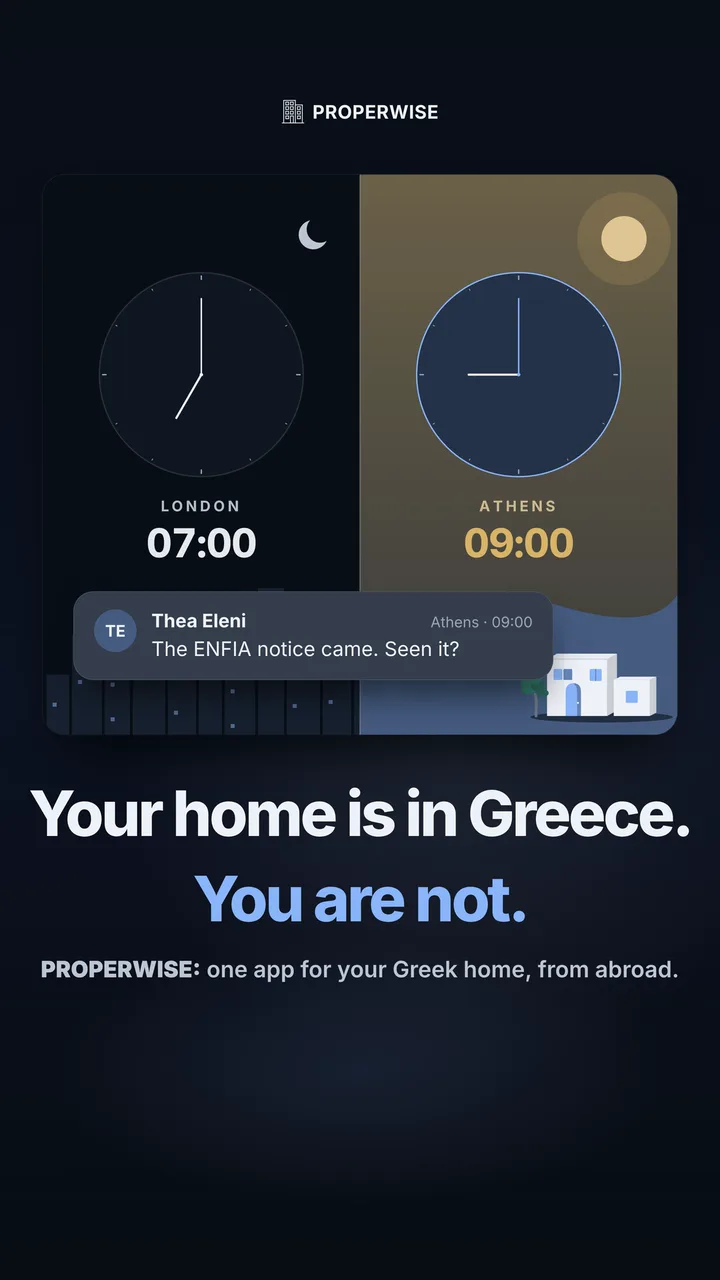 PROPERWISE
LONDON
07:00
ATHENS
09:00
TE
Thea Eleni
Athens · 09:00
The ENFIA notice came. Seen it?
Your home is in Greece.
You are not.
PROPERWISE: one app for your Greek home, from abroad.